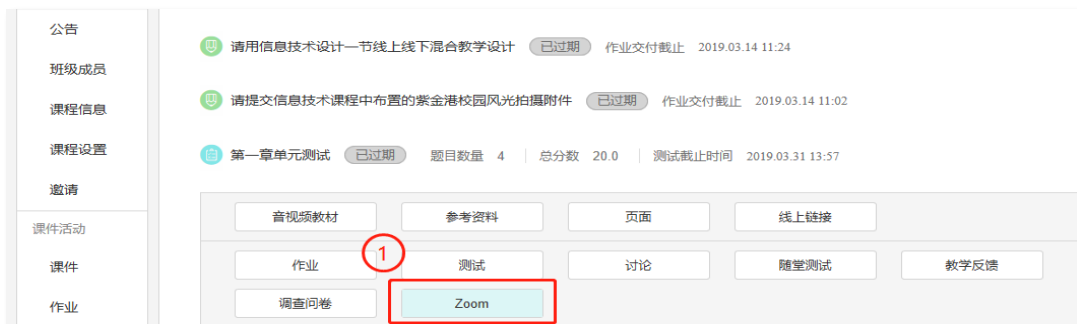 公告
班级成员
课程信息
课程设置
邀请
课件活动
课件
作业
请用信息技术设计一节线上线下混合教学设计 已过期 作业交付截止 2019.03.14 11:24
请提交信息技术课程中布置的紫金港校园风光拍摄附件 已过期 作业交付截止 2019.03.14 11:02
第一章单元测试 已过期 题目数量 4 总分数 20.0 测试截止时间 2019.03.31 13:57
音视频教材 参考资料 页面 线上链接
1
作业 测试 讨论 随堂测试 教学反馈
调查问卷 Zoom